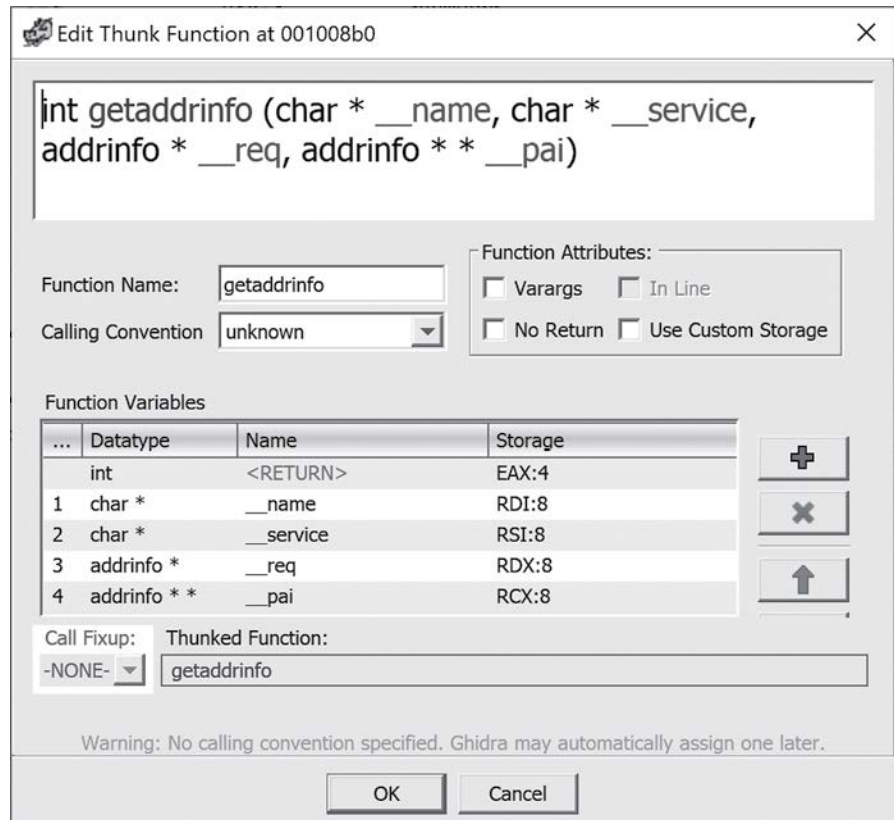 Edit Thunk Function at 001008b0
int getaddrinfo (char * __name, char * __service,
addrinfo * __req, addrinfo * * __pai)
Function Attributes:
Function Name: getaddrinfo
Varargs In Line
Calling Convention unknown
No Return Use Custom Storage
Function Variables
... Datatype Name Storage
int <RETURN> EAX:4
1 char * __name RDI:8
2 char * __service RSI:8
3 addrinfo * __req RDX:8
4 addrinfo * * __pai RCX:8
Call Fixup: Thunked Function:
-NONE- getaddrinfo
Warning: No calling convention specified. Ghidra may automatically assign one later.
OK Cancel